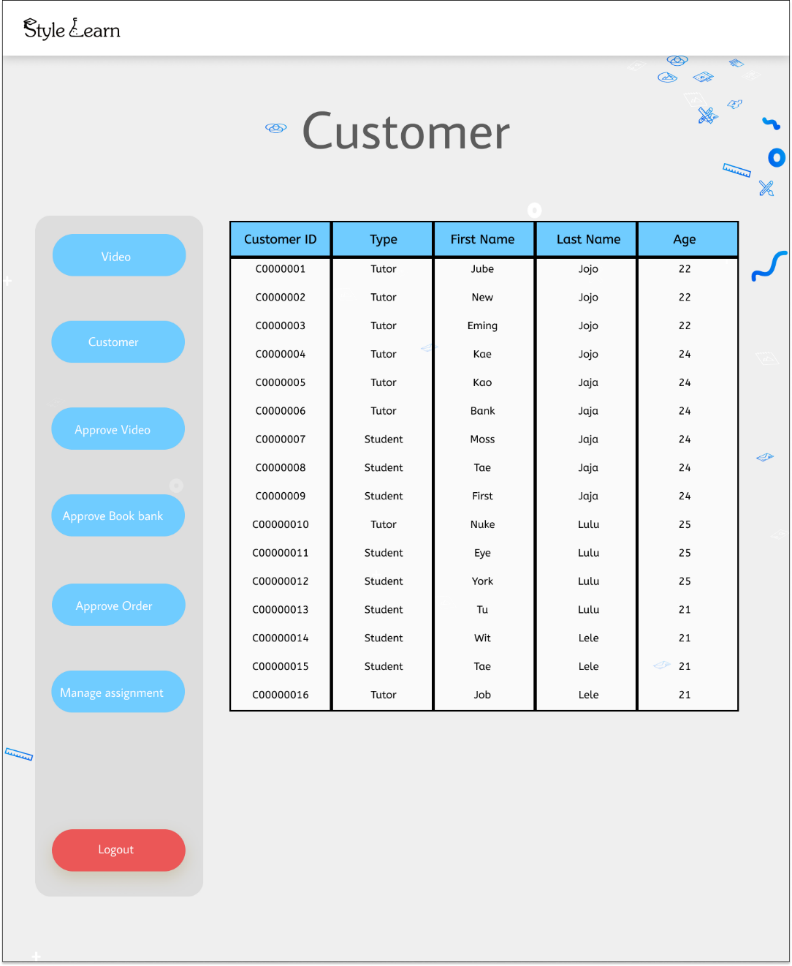 Style Learn
Customer
Video
Customer
Approve Video
Approve Book bank
Approve Order
Manage assignment
Logout
Customer ID Type First Name Last Name Age
C0000001 Tutor Jube Jojo 22
C0000002 Tutor New Jojo 22
C0000003 Tutor Eming Jojo 22
C0000004 Tutor Kae Jojo 24
C0000005 Tutor Kao Jaja 24
C0000006 Tutor Bank Jaja 24
C0000007 Student Moss Jaja 24
C0000008 Student Tae Jaja 24
C0000009 Student First Jaja 24
C00000010 Tutor Nuke Lulu 25
C00000011 Student Eye Lulu 25
C00000012 Student York Lulu 25
C00000013 Student Tu Lulu 21
C00000014 Student Wit Lele 21
C00000015 Student Tae Lele 21
C00000016 Tutor Job Lele 21